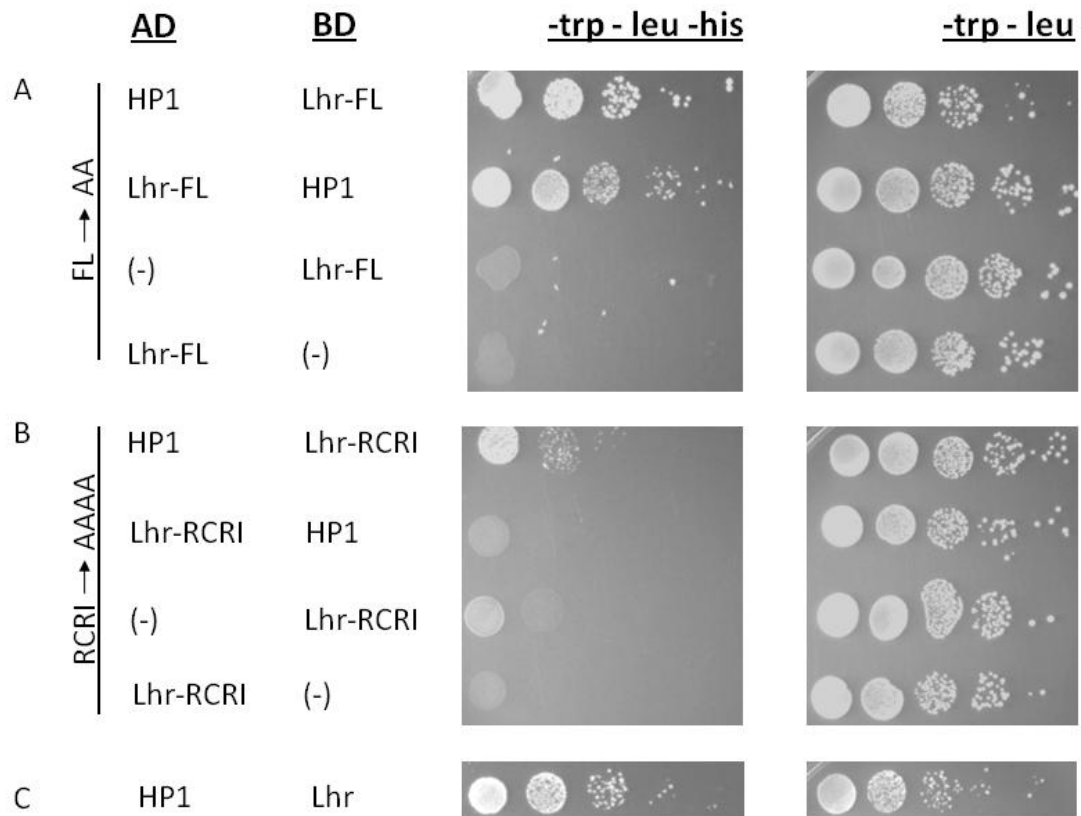 AD BD -trp - leu -his -trp - leu
A HP1 Lhr-FL
Lhr-FL HP1
(-) Lhr-FL
Lhr-FL (-)
FL → AA
B HP1 Lhr-RCRI
Lhr-RCRI HP1
(-) Lhr-RCRI
Lhr-RCRI (-)
RCRI → AAAA
C HP1 Lhr